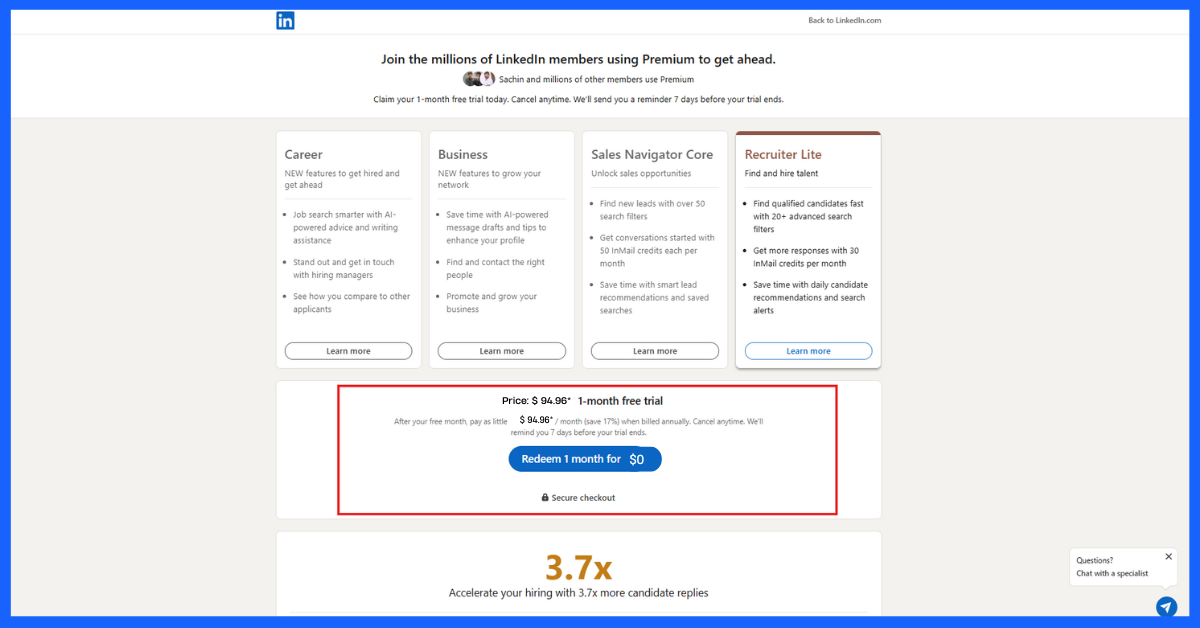 in
Back to LinkedIn.com
Join the millions of LinkedIn members using Premium to get ahead.
Sachin and millions of other members use Premium
Claim your 1-month free trial today. Cancel anytime. We'll send you a reminder 7 days before your trial ends.
Career
NEW features to get hired and
get ahead
• Job search smarter with AI-
powered advice and writing
assistance
• Stand out and get in touch
with hiring managers
• See how you compare to other
applicants
Learn more
Business
NEW features to grow your
network
• Save time with AI-powered
message drafts and tips to
enhance your profile
• Find and contact the right
people
• Promote and grow your
business
Learn more
Sales Navigator Core
Unlock sales opportunities
• Find new leads with over 50
search filters
• Get conversations started with
50 InMail credits each per
month
• Save time with smart lead
recommendations and saved
searches
Learn more
Recruiter Lite
Find and hire talent
• Find qualified candidates fast
with 20+ advanced search
filters
• Get more responses with 30
InMail credits per month
• Save time with daily candidate
recommendations and search
alerts
Learn more
Price: $ 94.96* 1-month free trial
After your free month, pay as little $ 94.96* / month (save 17%) when billed annually. Cancel anytime. We'll
remind you 7 days before your trial ends.
Redeem 1 month for $0
Secure checkout
3.7x
Accelerate your hiring with 3.7x more candidate replies
Questions?
Chat with a specialist